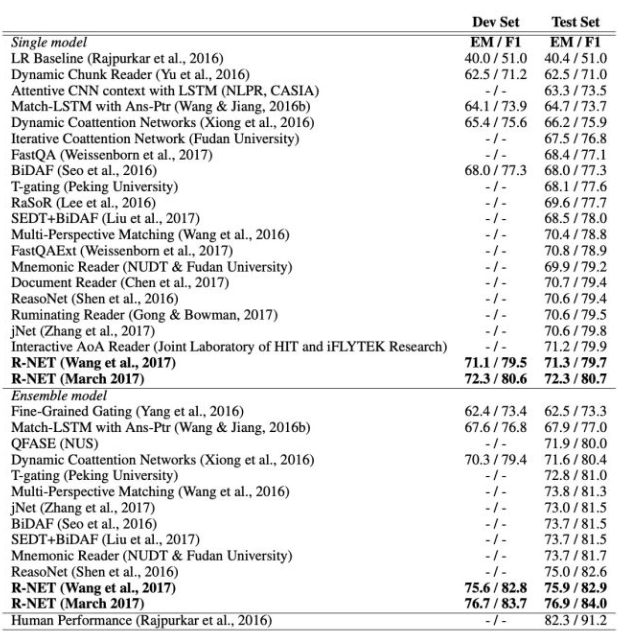 Dev Set Test Set
Single model EM / F1 EM / F1
LR Baseline (Rajpurkar et al., 2016) 40.0 / 51.0 40.4 / 51.0
Dynamic Chunk Reader (Yu et al., 2016) 62.5 / 71.2 62.5 / 71.0
Attentive CNN context with LSTM (NLPR, CASIA) - / - 63.3 / 73.5
Match-LSTM with Ans-Ptr (Wang & Jiang, 2016b) 64.1 / 73.9 64.7 / 73.7
Dynamic Coattention Networks (Xiong et al., 2016) 65.4 / 75.6 66.2 / 75.9
Iterative Coattention Network (Fudan University) - / - 67.5 / 76.8
FastQA (Weissenborn et al., 2017) - / - 68.4 / 77.1
BiDAF (Seo et al., 2016) 68.0 / 77.3 68.0 / 77.3
T-gating (Peking University) - / - 68.1 / 77.6
RaSoR (Lee et al., 2016) - / - 69.6 / 77.7
SEDT+BiDAF (Liu et al., 2017) - / - 68.5 / 78.0
Multi-Perspective Matching (Wang et al., 2016) - / - 70.4 / 78.8
FastQAExt (Weissenborn et al., 2017) - / - 70.8 / 78.9
Mnemonic Reader (NUDT & Fudan University) - / - 69.9 / 79.2
Document Reader (Chen et al., 2017) - / - 70.7 / 79.4
ReasoNet (Shen et al., 2016) - / - 70.6 / 79.4
Ruminating Reader (Gong & Bowman, 2017) - / - 70.6 / 79.5
jNet (Zhang et al., 2017) - / - 70.6 / 79.8
Interactive AoA Reader (Joint Laboratory of HIT and iFLYTEK Research) - / - 71.2 / 79.9
R-NET (Wang et al., 2017) 71.1 / 79.5 71.3 / 79.7
R-NET (March 2017) 72.3 / 80.6 72.3 / 80.7
Ensemble model
Fine-Grained Gating (Yang et al., 2016) 62.4 / 73.4 62.5 / 73.3
Match-LSTM with Ans-Ptr (Wang & Jiang, 2016b) 67.6 / 76.8 67.9 / 77.0
QFASE (NUS) - / - 71.9 / 80.0
Dynamic Coattention Networks (Xiong et al., 2016) 70.3 / 79.4 71.6 / 80.4
T-gating (Peking University) - / - 72.8 / 81.0
Multi-Perspective Matching (Wang et al., 2016) - / - 73.8 / 81.3
jNet (Zhang et al., 2017) - / - 73.0 / 81.5
BiDAF (Seo et al., 2016) - / - 73.7 / 81.5
SEDT+BiDAF (Liu et al., 2017) - / - 73.7 / 81.5
Mnemonic Reader (NUDT & Fudan University) - / - 73.7 / 81.7
ReasoNet (Shen et al., 2016) - / - 75.0 / 82.6
R-NET (Wang et al., 2017) 75.6 / 82.8 75.9 / 82.9
R-NET (March 2017) 76.7 / 83.7 76.9 / 84.0
Human Performance (Rajpurkar et al., 2016) - / - 82.3 / 91.2